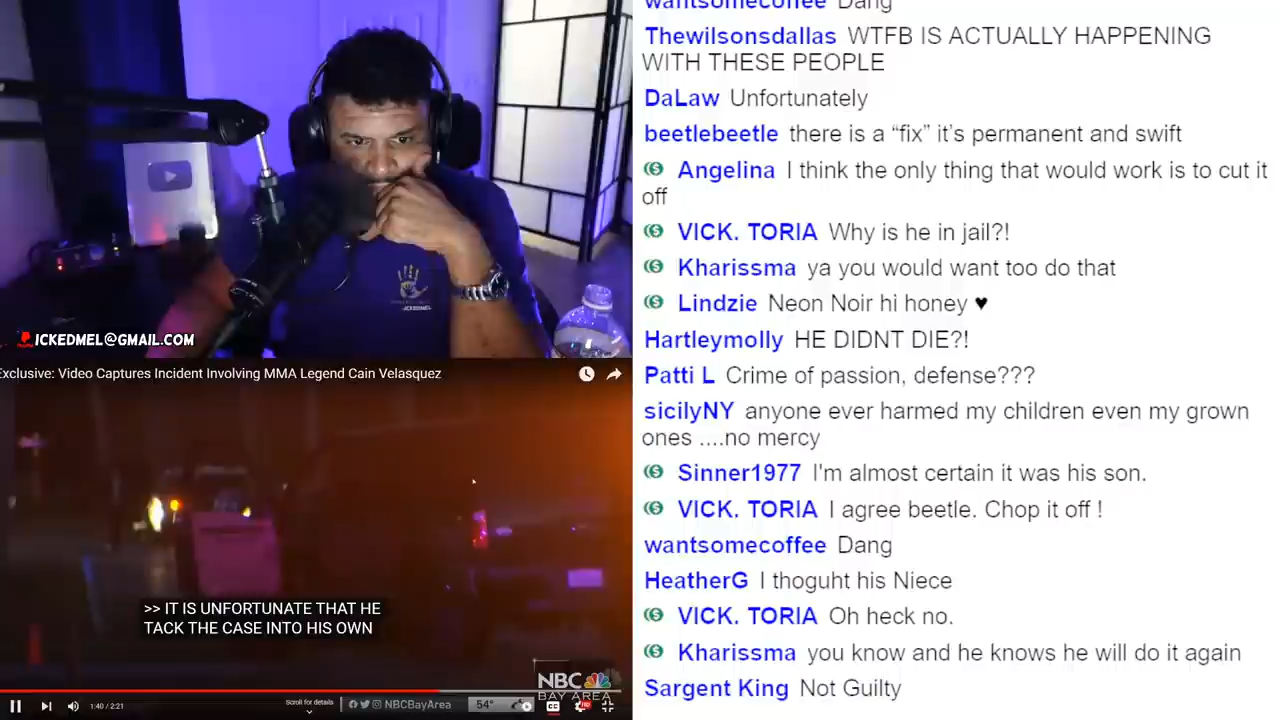 ICKEDMEL@GMAIL.COM
ICKEDMEL
Exclusive: Video Captures Incident Involving MMA Legend Cain Velasquez
>> IT IS UNFORTUNATE THAT HE
TACK THE CASE INTO HIS OWN
NBC
BAY AREA
1:40 / 2:21
Scroll for details
NBCBayArea
54°
CC
HD
wantsomecoffee Dang
Thewilsonsdallas WTFB IS ACTUALLY HAPPENING
WITH THESE PEOPLE
DaLaw Unfortunately
beetlebeetle there is a “fix” it’s permanent and swift
Angelina I think the only thing that would work is to cut it
off
VICK. TORIA Why is he in jail?!
Kharissma ya you would want too do that
Lindzie Neon Noir hi honey ♥
Hartleymolly HE DIDNT DIE?!
Patti L Crime of passion, defense???
sicilyNY anyone ever harmed my children even my grown
ones ....no mercy
Sinner1977 I'm almost certain it was his son.
VICK. TORIA I agree beetle. Chop it off !
wantsomecoffee Dang
HeatherG I thoguht his Niece
VICK. TORIA Oh heck no.
Kharissma you know and he knows he will do it again
Sargent King Not Guilty